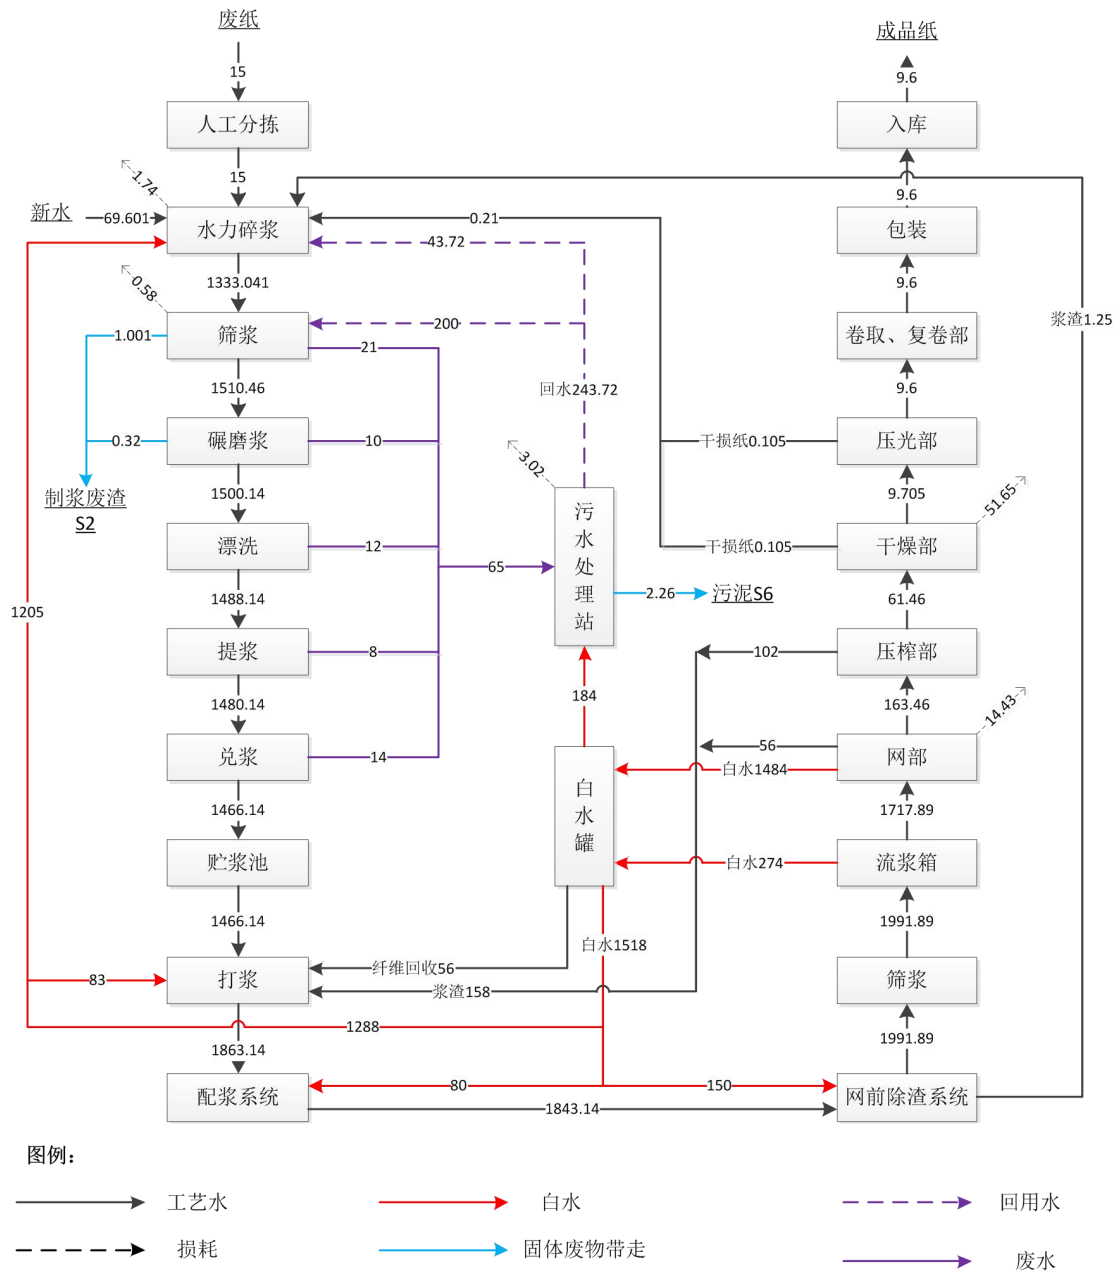 废纸
成品纸
15
9.6
人工分拣
入库
15
1.74
9.6
新水
69.601
水力碎浆
0.21
包装
43.72
1333.041
0.58
9.6
浆渣1.25
1.001
筛浆
200
21
卷取、复卷部
1510.46
回水243.72
9.6
0.32
碾磨浆
10
干损纸0.105
压光部
3.02
制浆废渣
S2
1500.14
9.705
51.65
漂洗
12
污水处理站
干损纸0.105
干燥部
65
2.26
污泥S6
1488.14
61.46
1205
提浆
8
102
压榨部
1480.14
184
163.46
14.43
兑浆
14
56
网部
白水1484
白水罐
1466.14
1717.89
贮浆池
白水274
流浆箱
1466.14
1991.89
白水1518
纤维回收56
83
打浆
浆渣158
筛浆
1288
1863.14
1991.89
配浆系统
80
150
网前除渣系统
1843.14
图例：
工艺水
白水
回用水
损耗
固体废物带走
废水